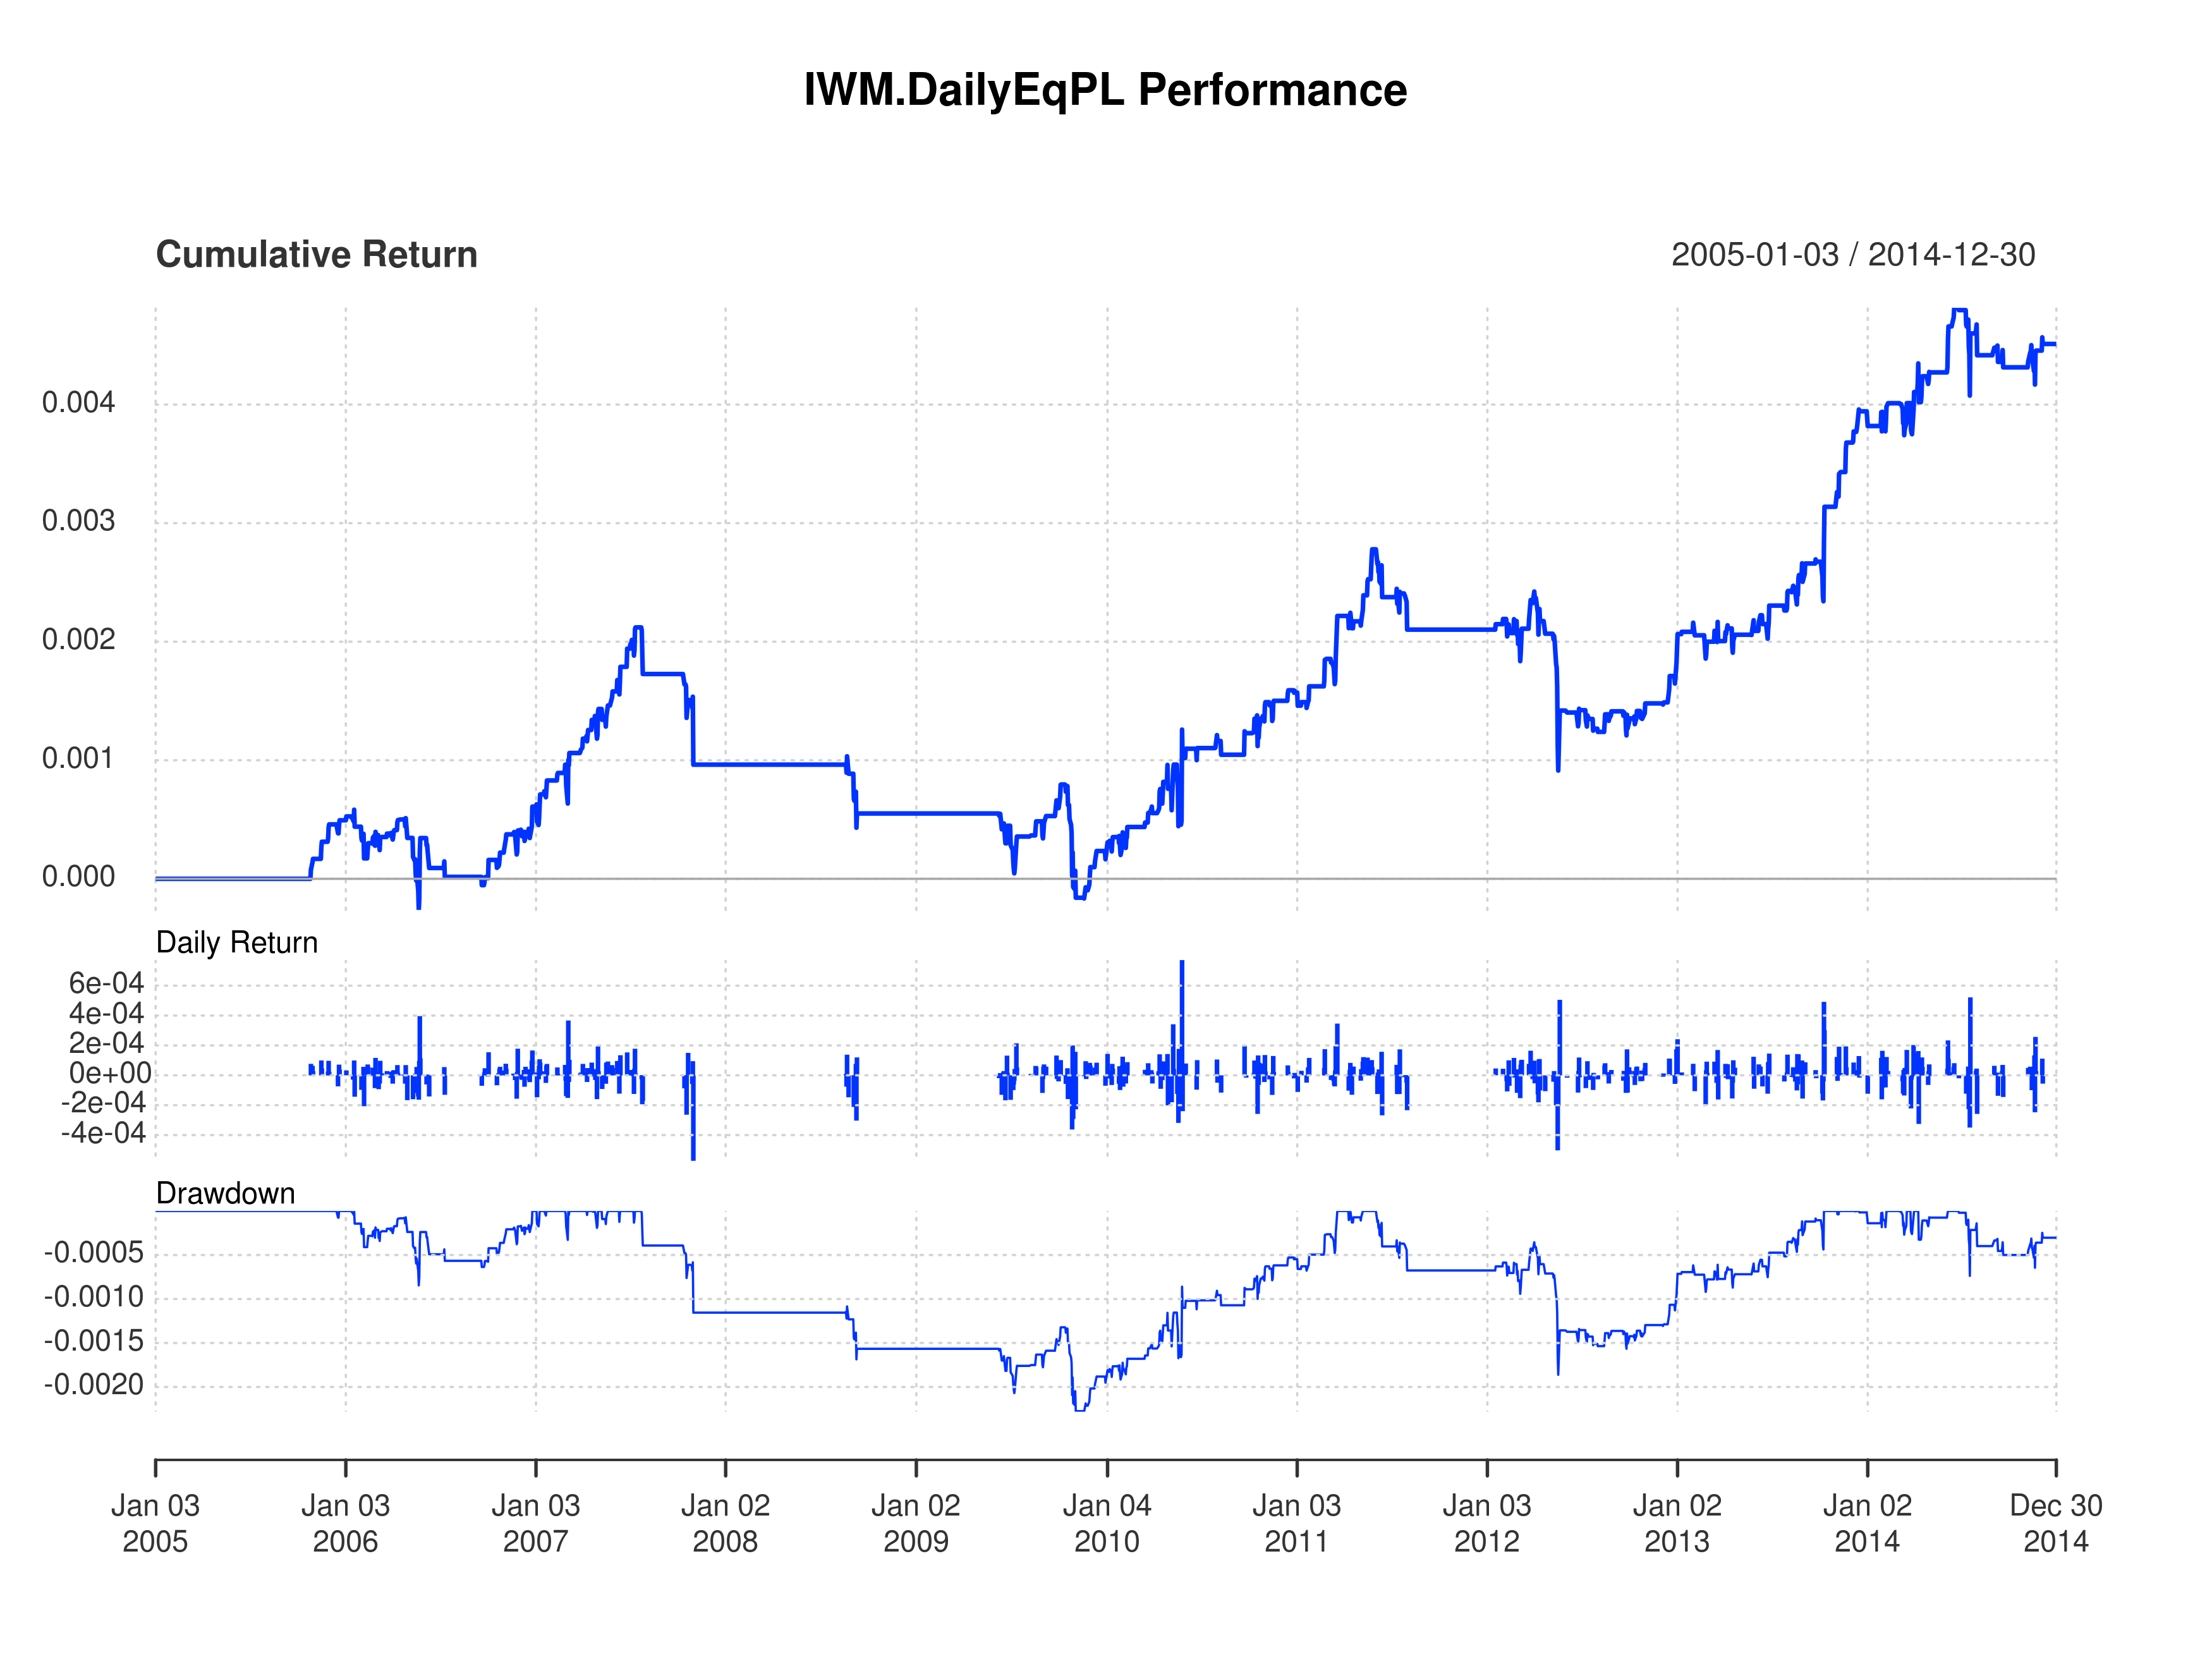 IWM.DailyEqPL Performance
Cumulative Return
2005-01-03 / 2014-12-30
0.004
0.003
0.002
0.001
0.000
Daily Return
6e-04
4e-04
2e-04
0e+00
-2e-04
-4e-04
Drawdown
-0.0005
-0.0010
-0.0015
-0.0020
Jan 03 Jan 03 Jan 03 Jan 02 Jan 02 Jan 04 Jan 03 Jan 03 Jan 02 Jan 02 Dec 30
2005 2006 2007 2008 2009 2010 2011 2012 2013 2014 2014